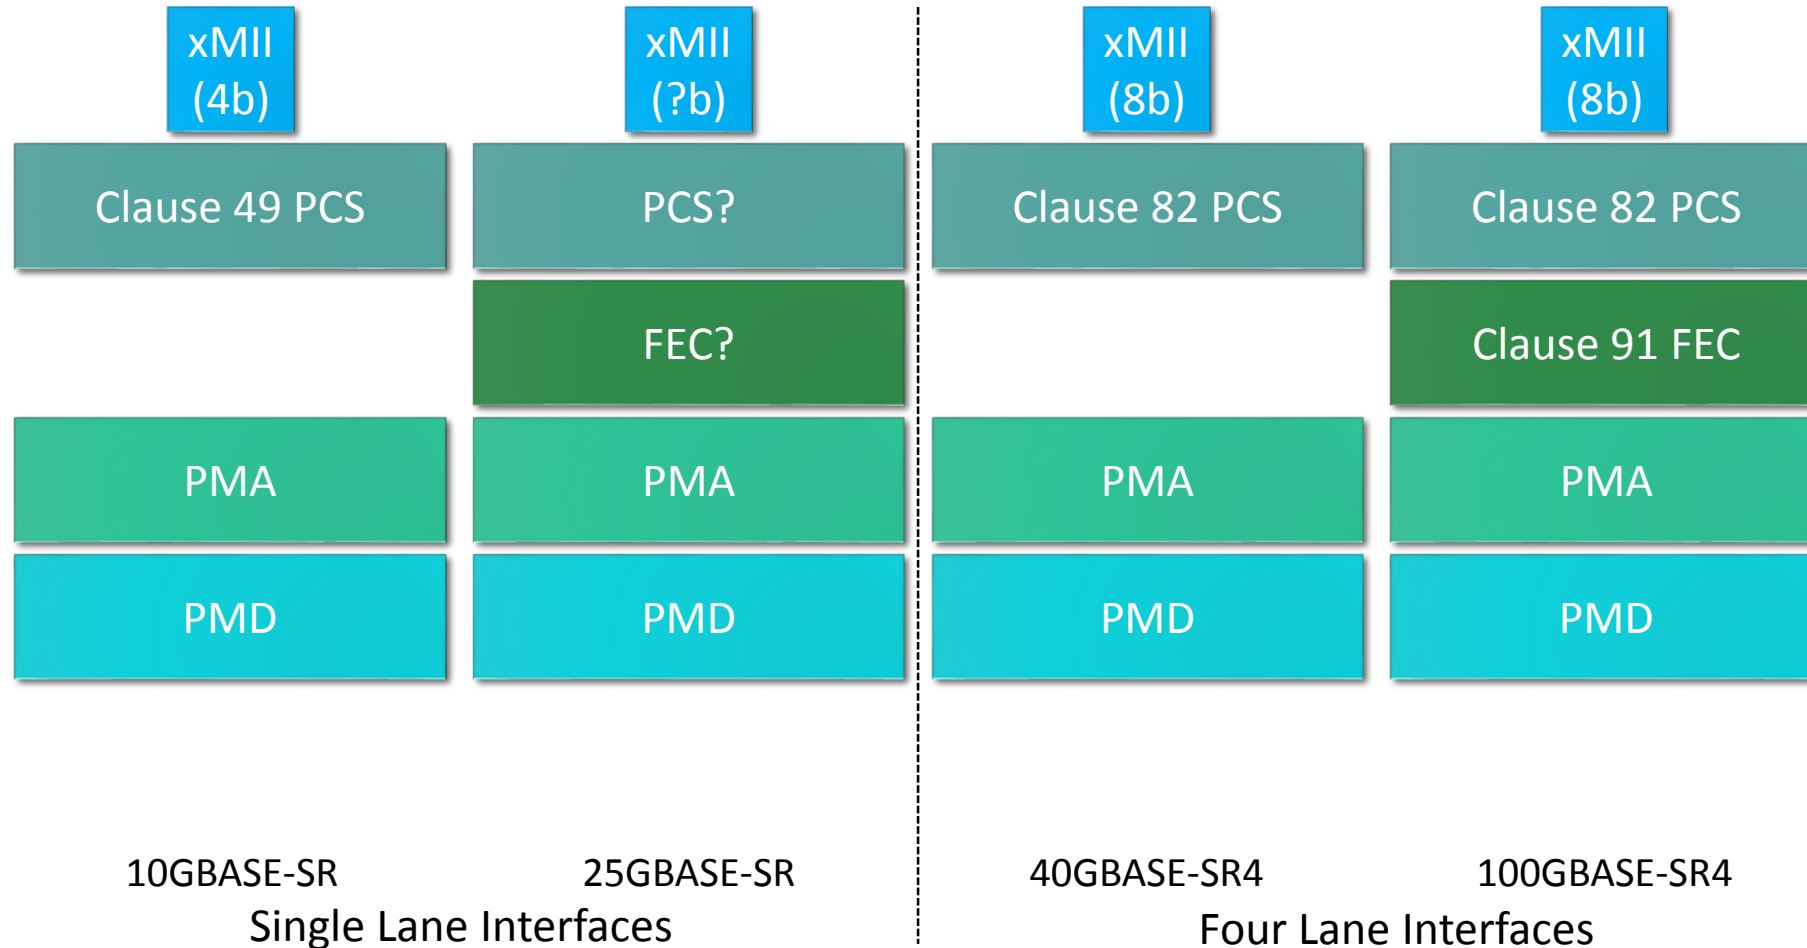 xMII
(4b)
xMII
(?b)
xMII
(8b)
xMII
(8b)
Clause 49 PCS
PCS?
Clause 82 PCS
Clause 82 PCS
FEC?
Clause 91 FEC
PMA
PMA
PMA
PMA
PMD
PMD
PMD
PMD
10GBASE-SR
25GBASE-SR
40GBASE-SR4
100GBASE-SR4
Single Lane Interfaces
Four Lane Interfaces